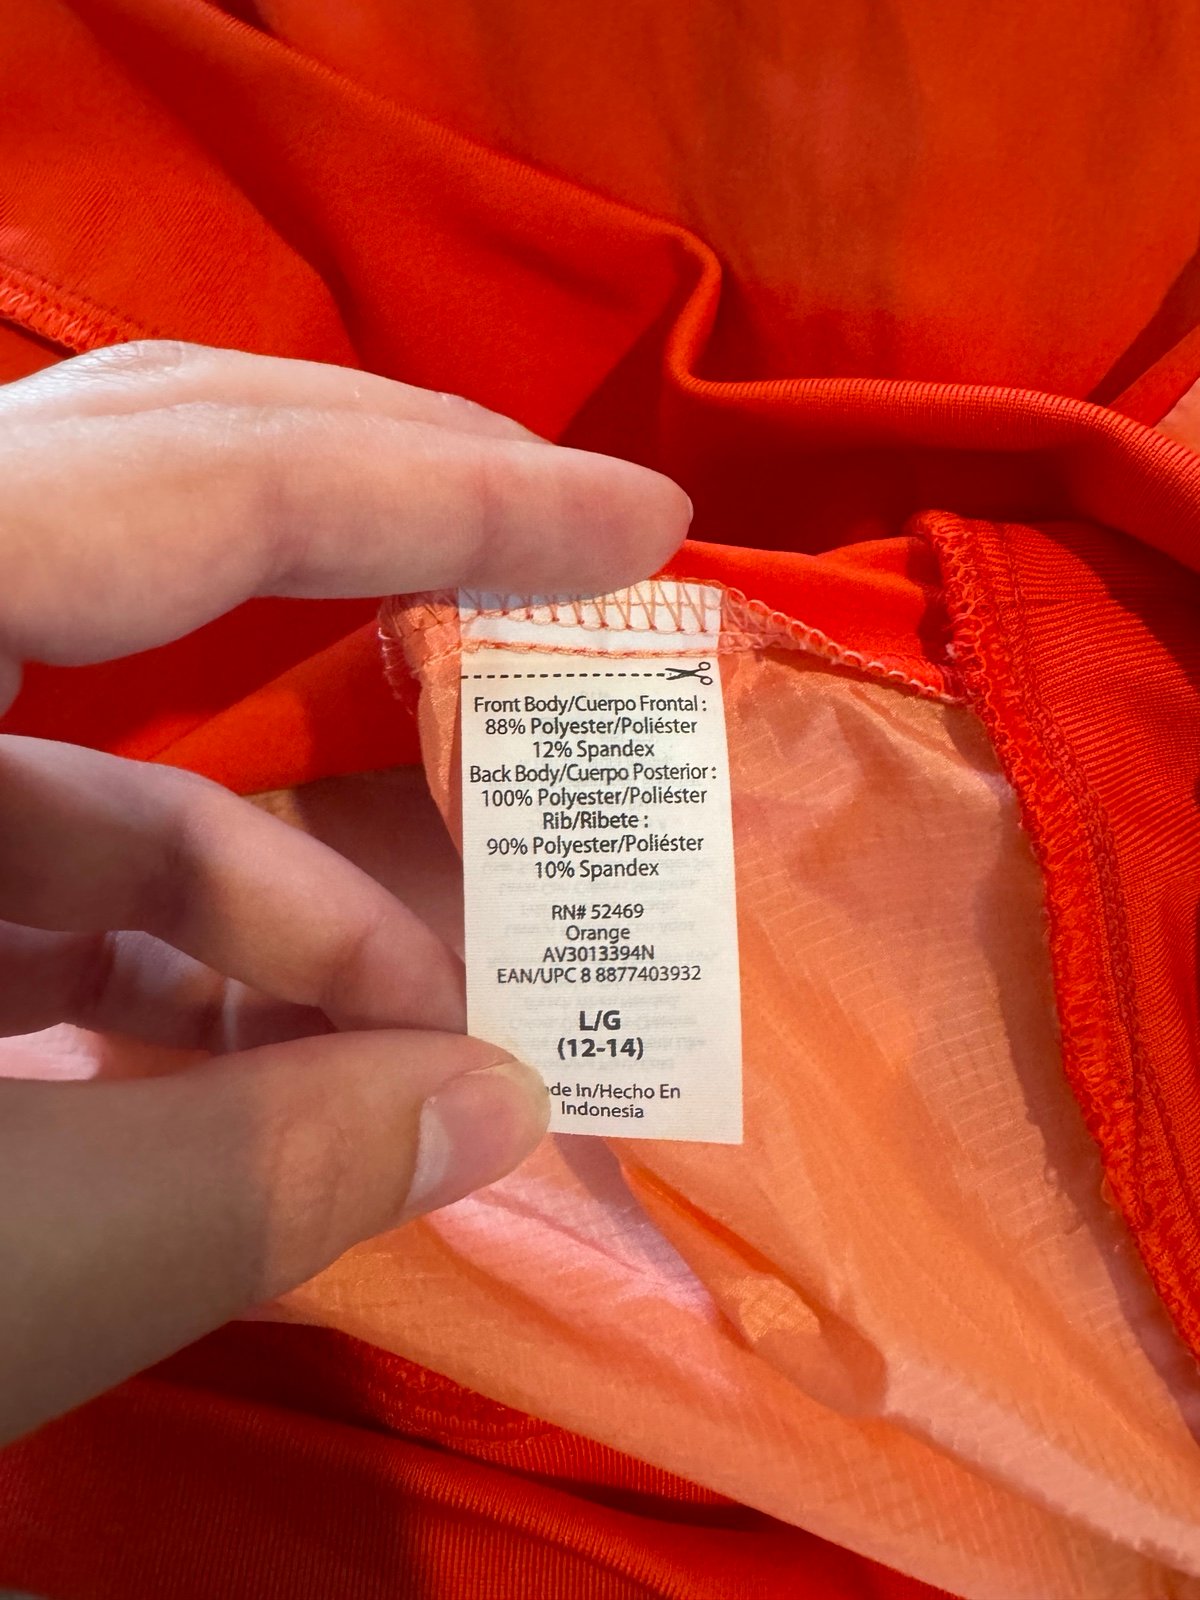 Front Body/Cuerpo Frontal :
88% Polyester/Poliéster
12% Spandex
Back Body/Cuerpo Posterior :
100% Polyester/Poliéster
Rib/Ribete :
90% Polyester/Poliéster
10% Spandex
RN# 52469
Orange
AV3013394N
EAN/UPC 8 8877403932
L/G
(12-14)
In/Hecho En
Indonesia